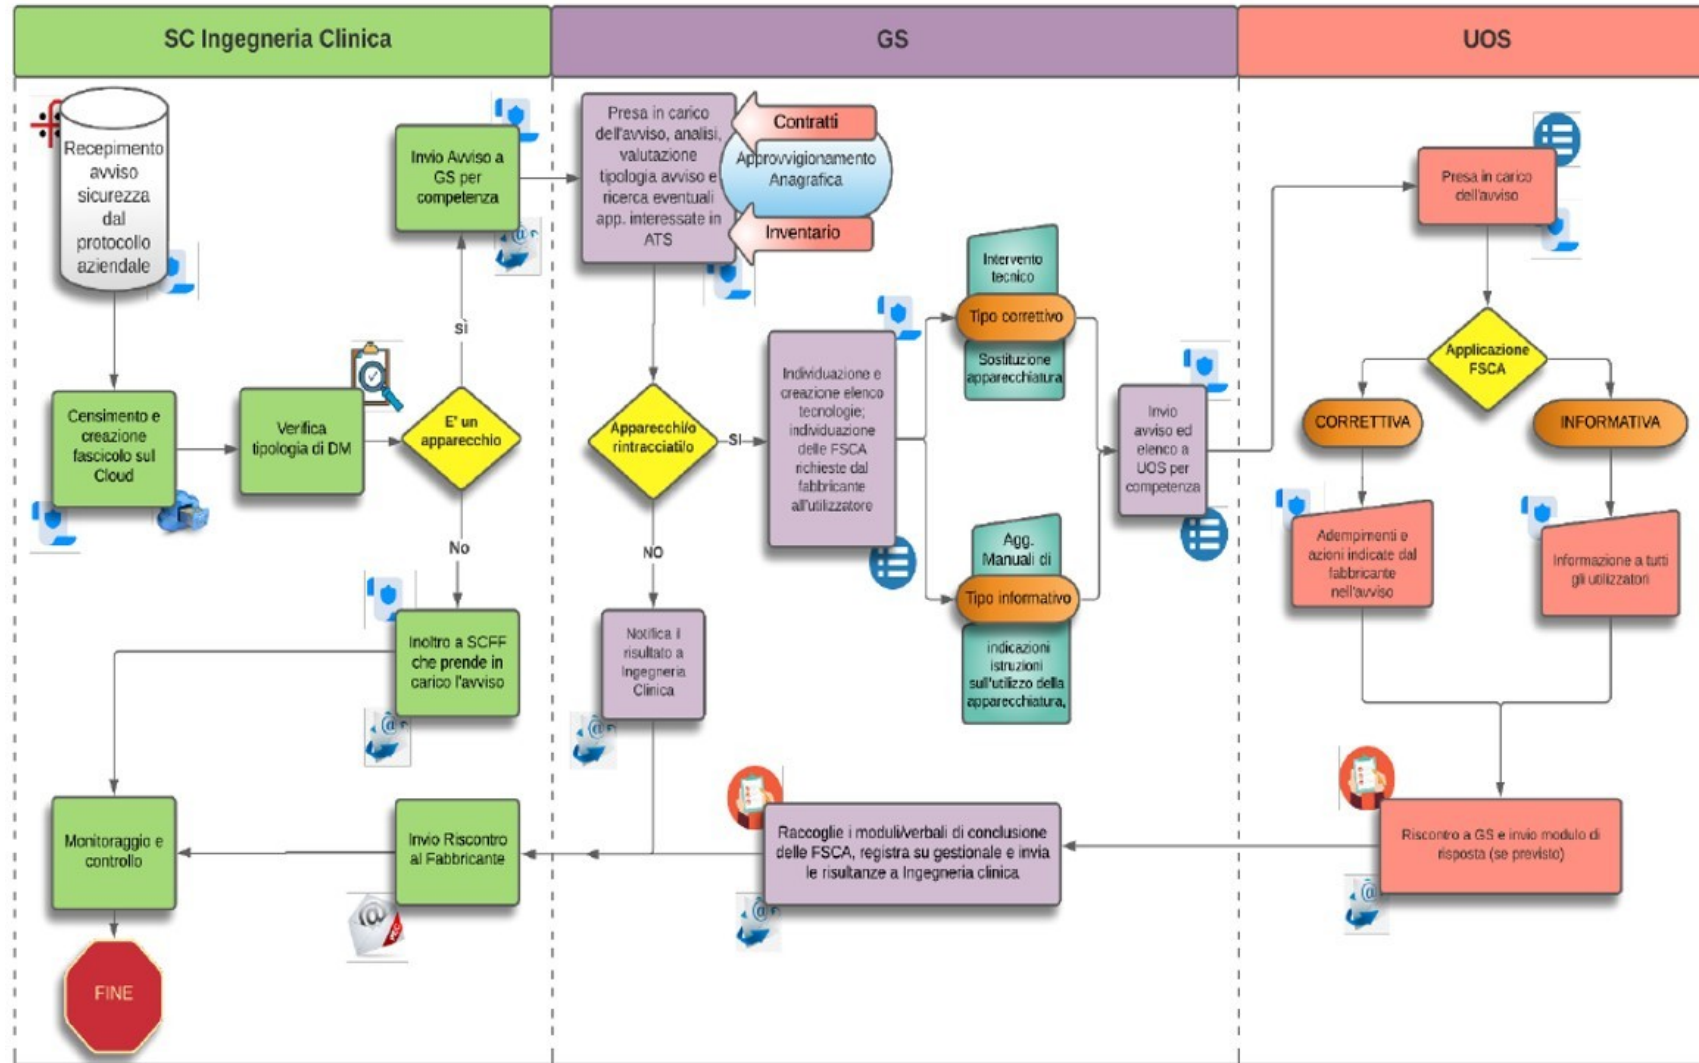 SC Ingegneria Clinica
GS
UOS
Recepimento
avviso
sicurezza
dal
protocollo
aziendale
Invio Avviso a
GS per
competenza
sì
Censimento e
creazione
fascicolo sul
Cloud
Verifica
tipologia di DM
E' un
apparecchio
No
Inoltro a SCFF
che prende in
carico l'avviso
Monitoraggio e
controllo
Invio Riscontro
al Fabbricante
FINE
Presa in carico
dell'avviso, analisi,
valutazione
tipologia avviso e
ricerca eventuali
app. interessate in
ATS
Contratti
Approvvigionamento
Anagrafica
Inventario
Apparecchi/o
rintracciati/o
SI
NO
Notifica il
risultato a
Ingegneria
Clinica
Individuazione e
creazione elenco
tecnologie;
individuazione
delle FSCA
richieste dal
fabbricante
all'utilizzatore
Intervento
tecnico
Tipo correttivo
Sostituzione
apparecchiatura
Agg.
Manuali di
Tipo informativo
indicazioni
istruzioni
sull'utilizzo della
apparecchiatura,
Invio
avviso ed
elenco a
UOS per
competenza
Raccoglie i moduli/verbali di conclusione
delle FSCA, registra su gestionale e invia
le risultanze a Ingegneria clinica
Presa in carico
dell'avviso
Applicazione
FSCA
CORRETTIVA
INFORMATIVA
Adempimenti e
azioni indicate dal
fabbricante
nell'avviso
Informazione a tutti
gli utilizzatori
Riscontro a GS e invio modulo di
risposta (se previsto)